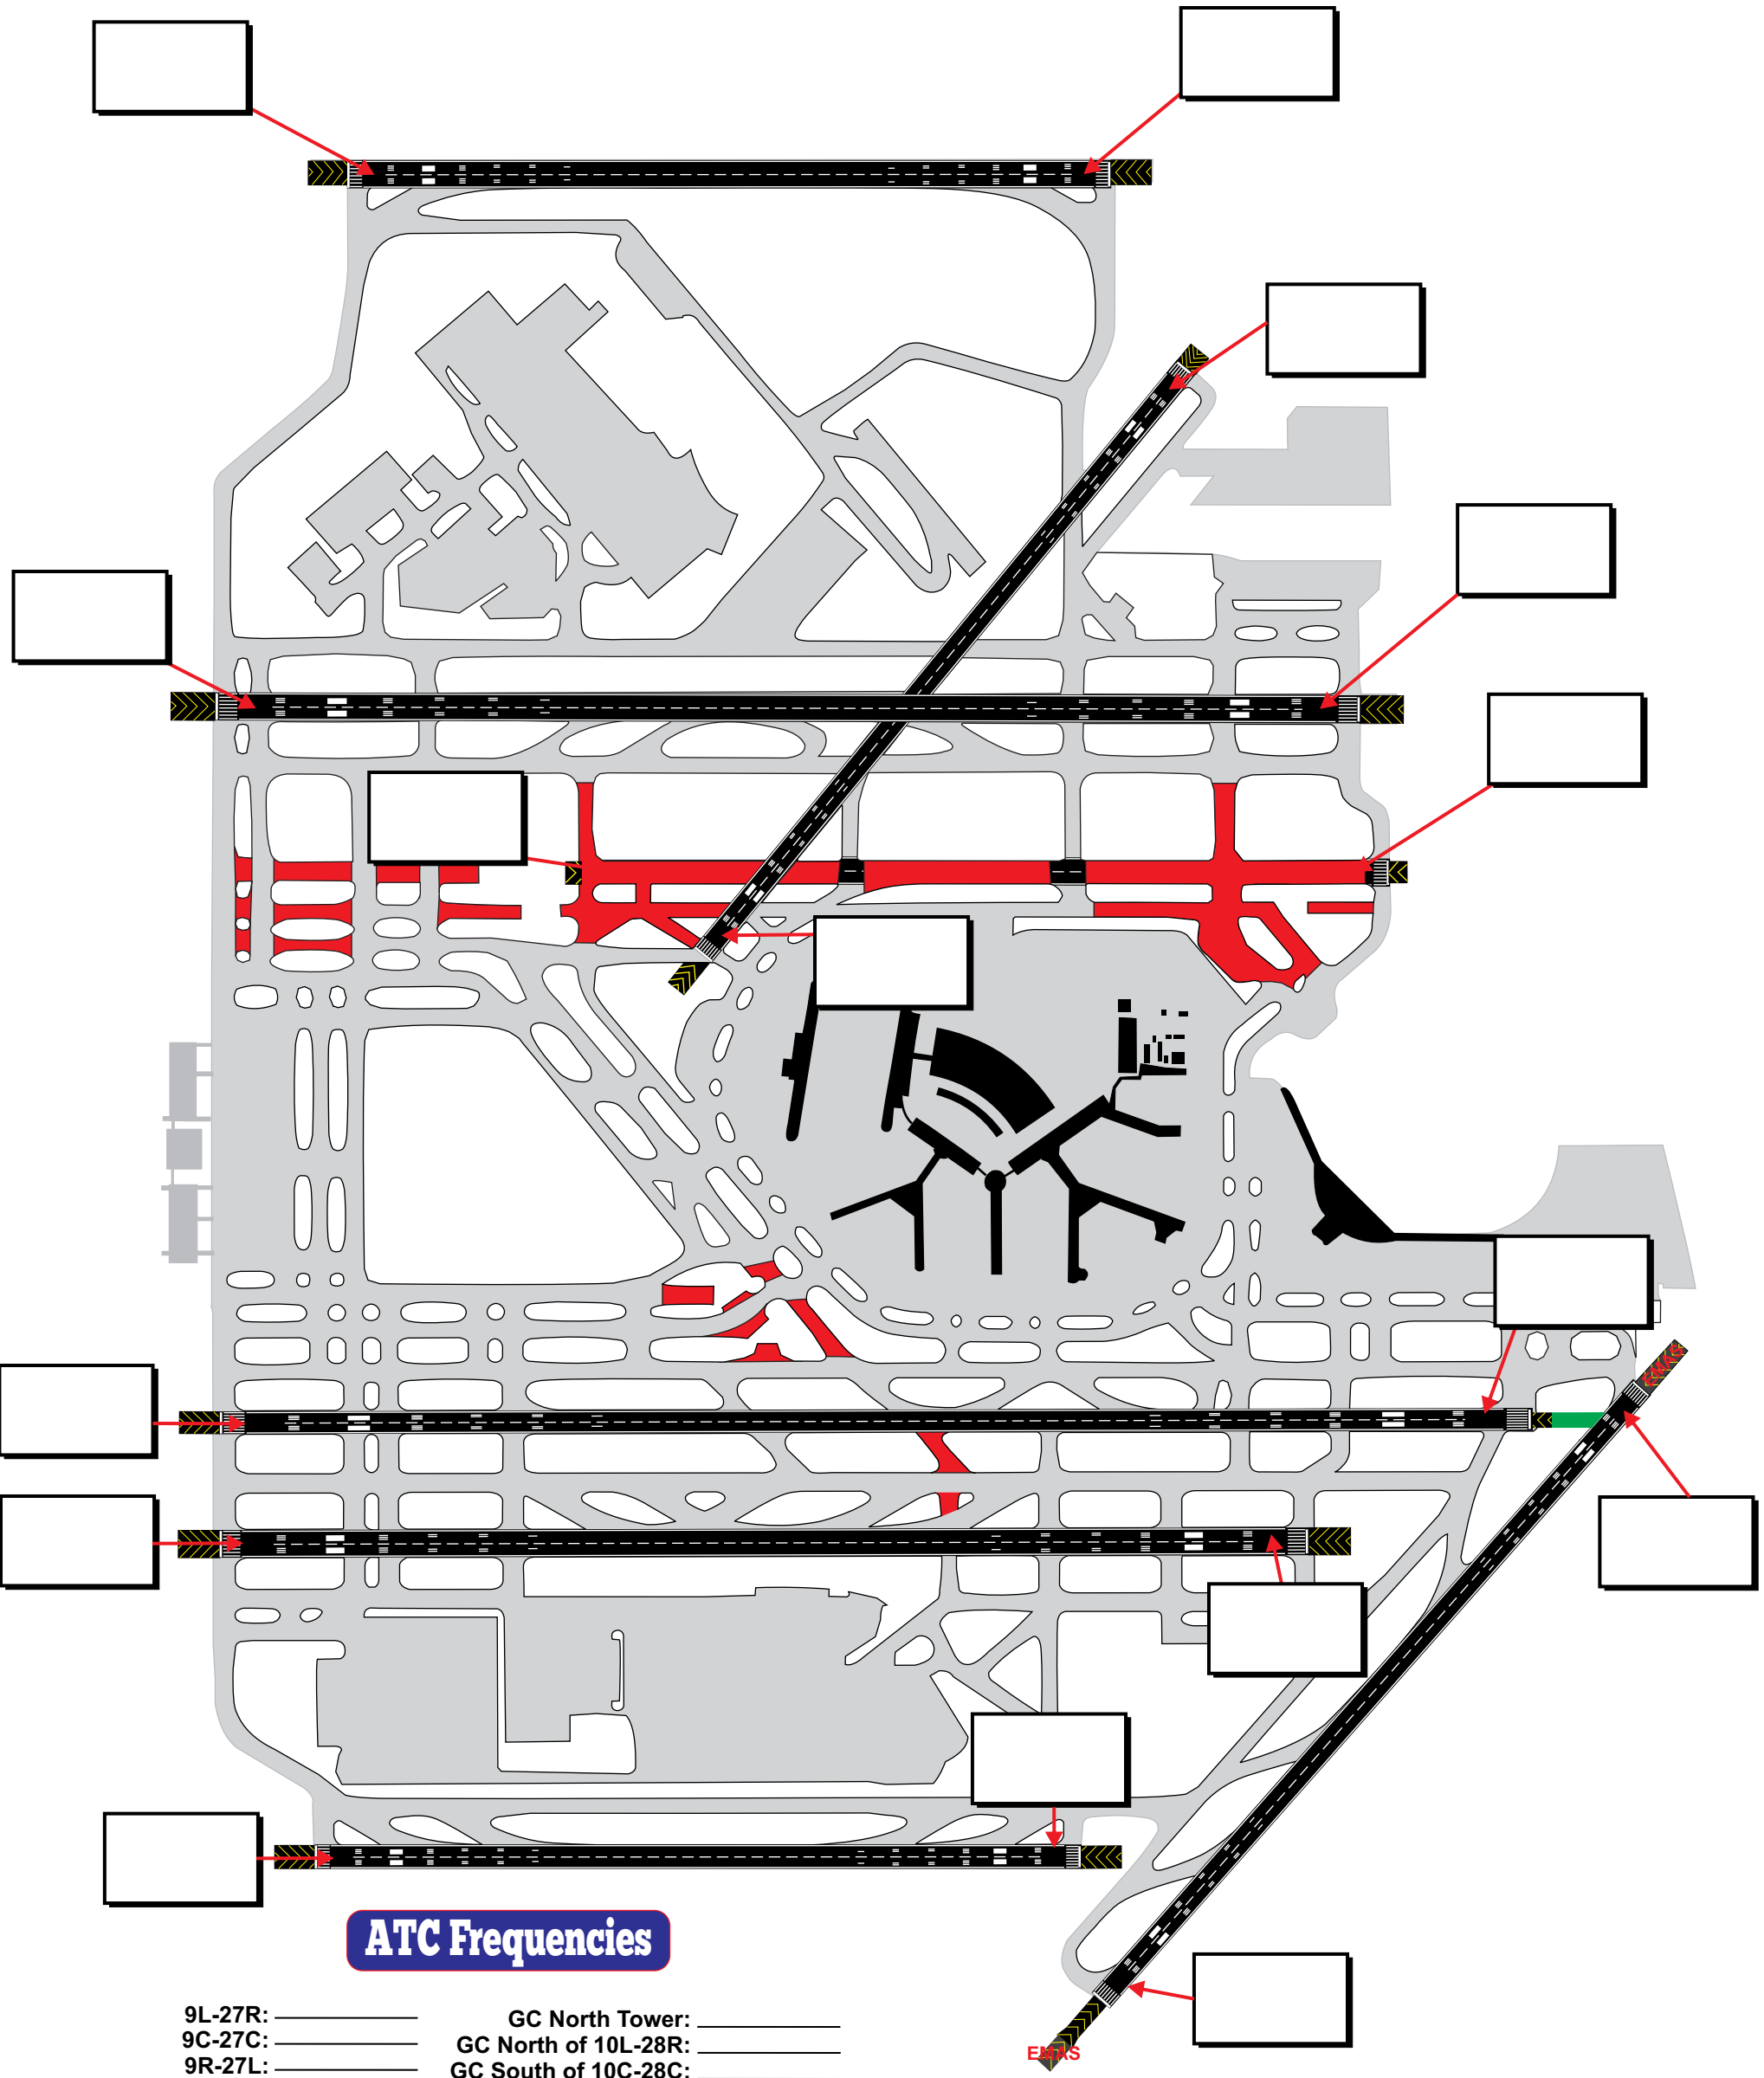 EMAS
ATC Frequencies
9L-27R:
9C-27C:
9R-27L:
GC North Tower:
GC North of 10L-28R:
GC South of 10C-28C:
EMAS